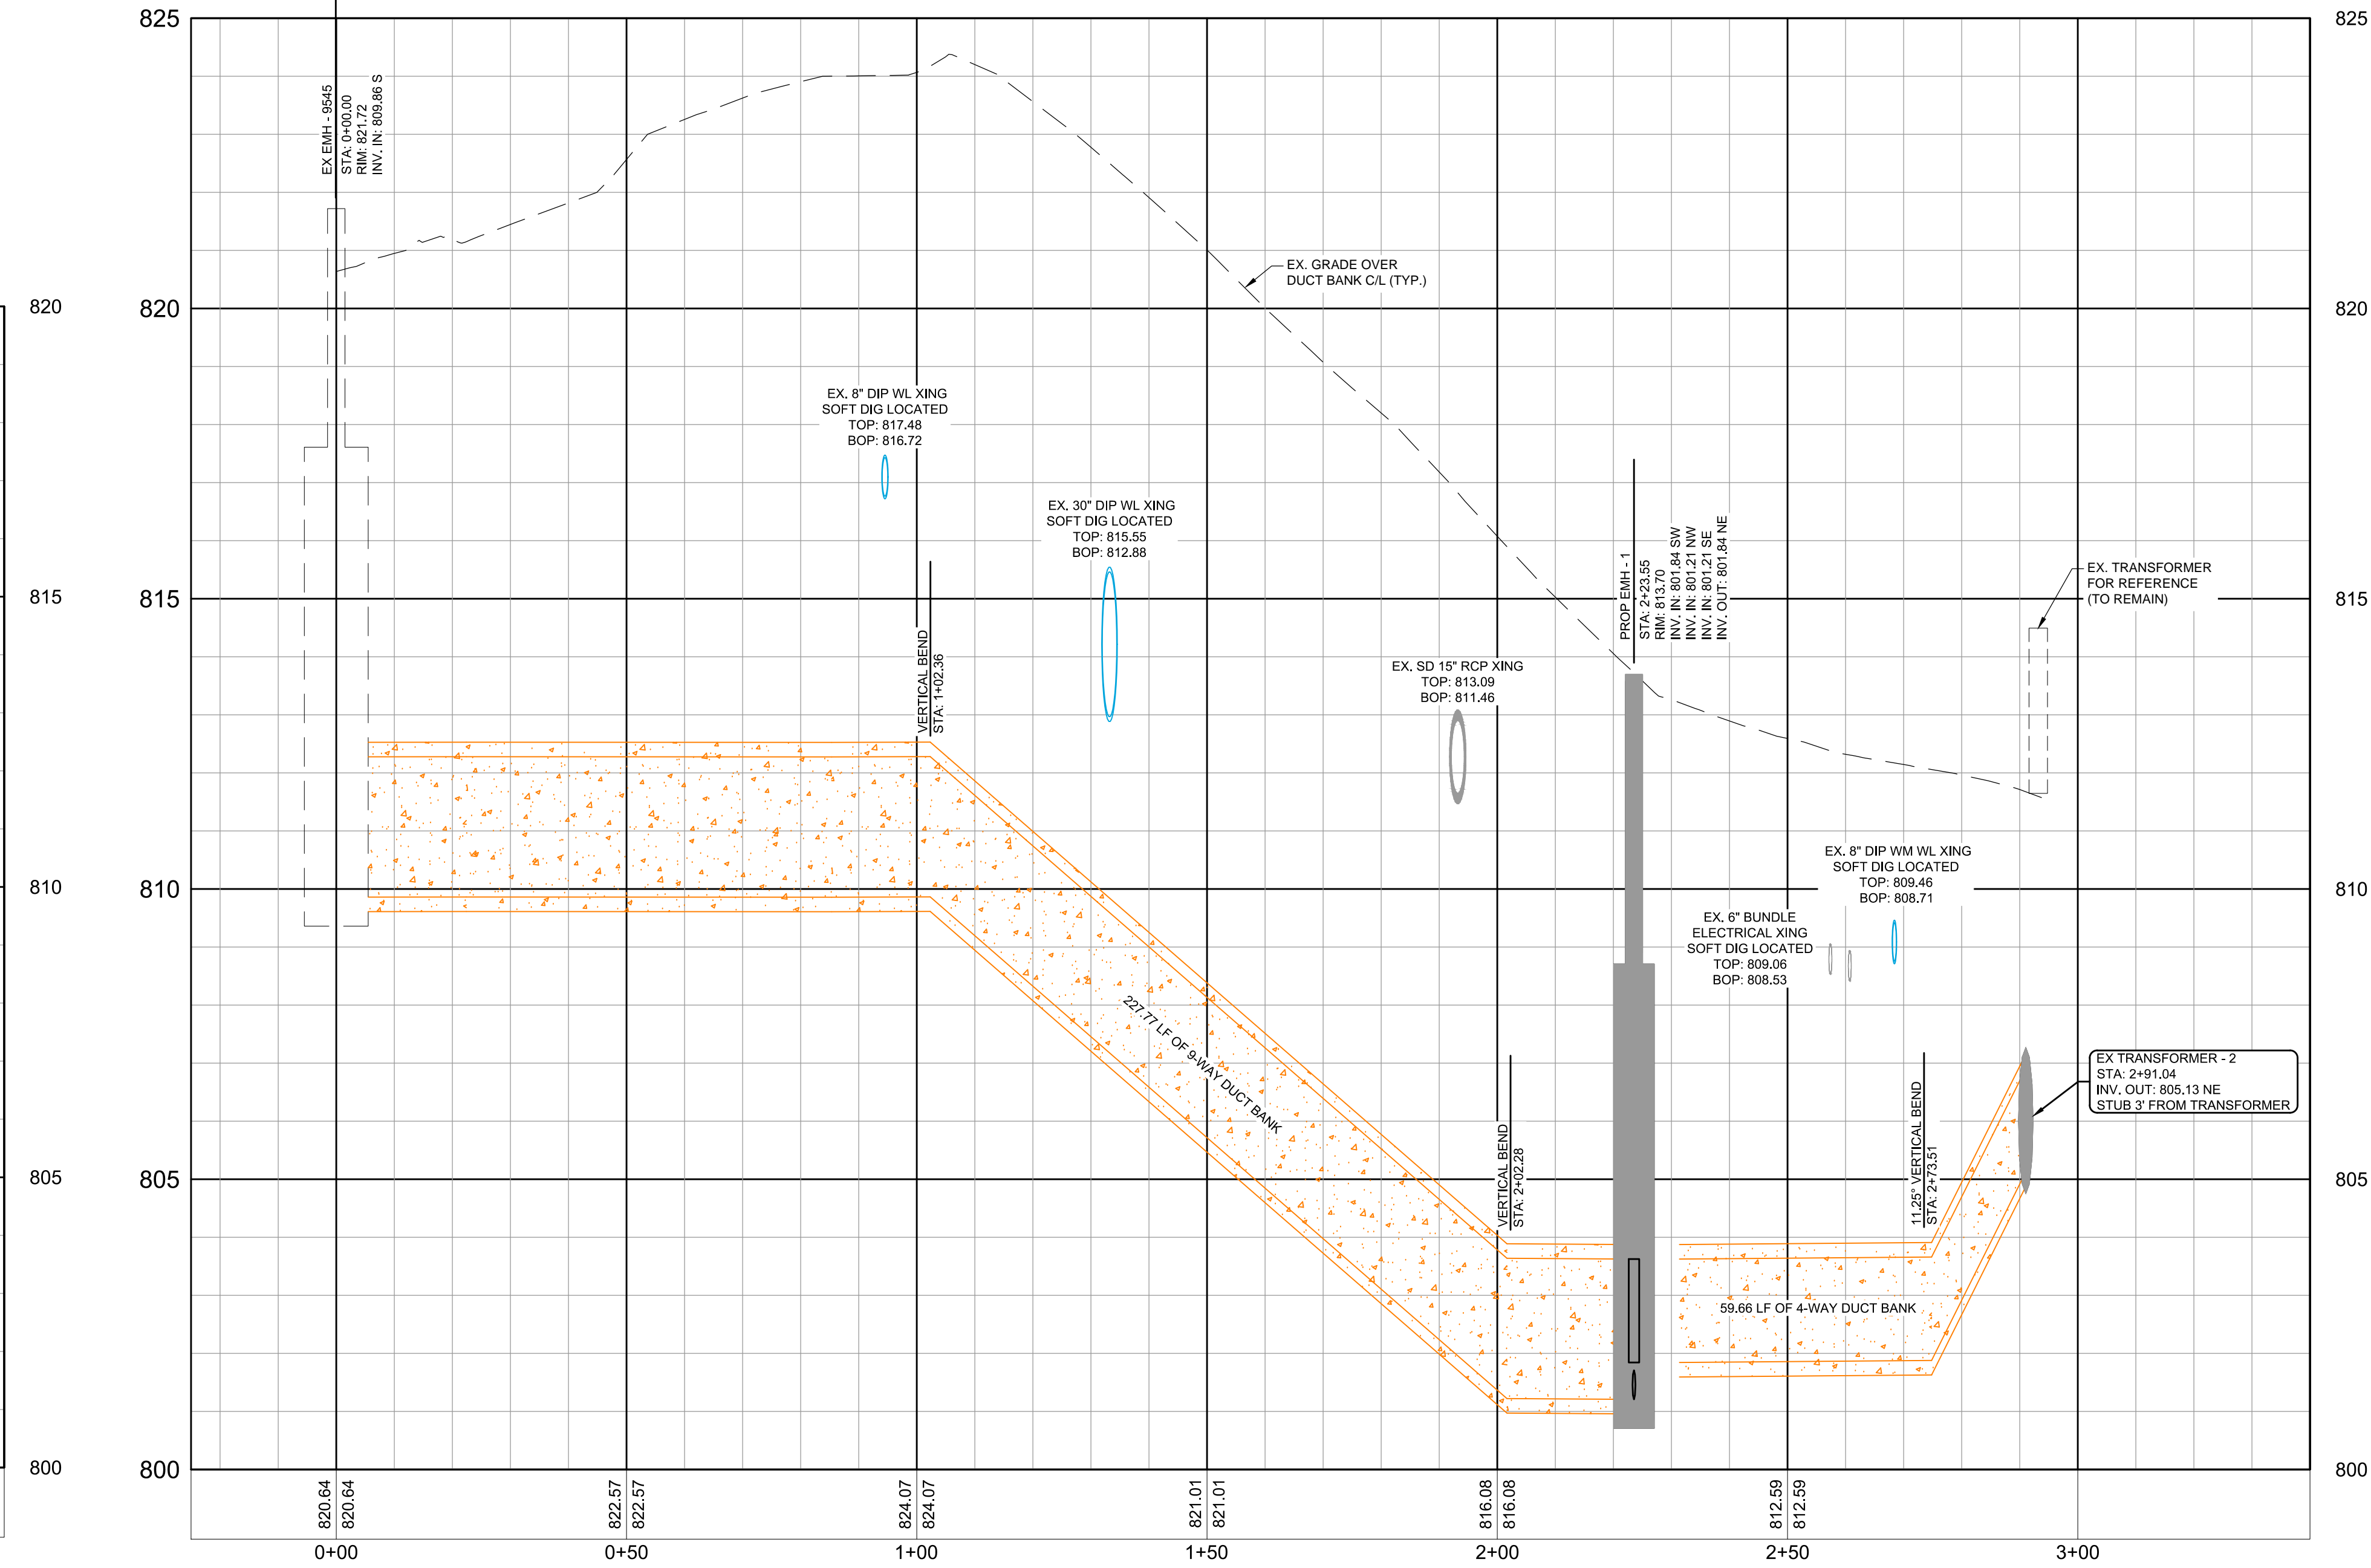 825
825
EX EMH - 9545
STA: 0+00.00
RIM: 821.72
INV. IN: 809.86 S
820
820
820
EX. GRADE OVER
DUCT BANK C/L (TYP.)
EX. 8" DIP WL XING
SOFT DIG LOCATED
TOP: 817.48
BOP: 816.72
EX. 30" DIP WL XING
SOFT DIG LOCATED
TOP: 815.55
BOP: 812.88
PROP EMH - 1
STA: 2+23.55
RIM: 813.70
INV. IN: 801.84 SW
INV. IN: 801.21 NW
INV. IN: 801.21 SE
INV. OUT: 801.84 NE
EX. TRANSFORMER
FOR REFERENCE
(TO REMAIN)
815
815
815
VERTICAL BEND
STA: 1+02.36
EX. SD 15" RCP XING
TOP: 813.09
BOP: 811.46
810
810
810
EX. 8" DIP WM WL XING
SOFT DIG LOCATED
TOP: 809.46
BOP: 808.71
EX. 6" BUNDLE
ELECTRICAL XING
SOFT DIG LOCATED
TOP: 809.06
BOP: 808.53
227.77 LF OF 9-WAY DUCT BANK
EX TRANSFORMER - 2
STA: 2+91.04
INV. OUT: 805.13 NE
STUB 3' FROM TRANSFORMER
VERTICAL BEND
STA: 2+02.28
11.25° VERTICAL BEND
STA: 2+73.51
805
805
805
59.66 LF OF 4-WAY DUCT BANK
800
800
800
820.64
820.64
822.57
822.57
824.07
824.07
821.01
821.01
816.08
816.08
812.59
812.59
0+00
0+50
1+00
1+50
2+00
2+50
3+00